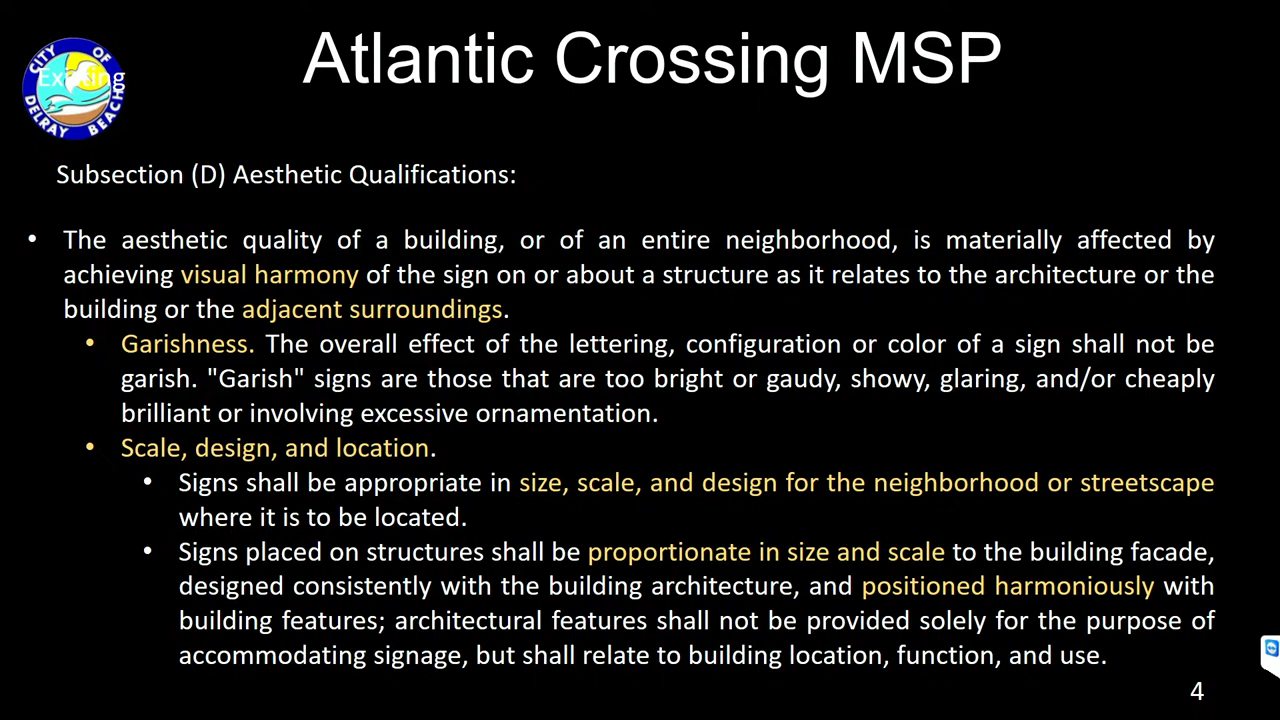 Atlantic Crossing MSP
CITY OF
Existing
DELRAY BEACH
Subsection (D) Aesthetic Qualifications:
• The aesthetic quality of a building, or of an entire neighborhood, is materially affected by
achieving visual harmony of the sign on or about a structure as it relates to the architecture or the
building or the adjacent surroundings.
• Garishness. The overall effect of the lettering, configuration or color of a sign shall not be
garish. "Garish" signs are those that are too bright or gaudy, showy, glaring, and/or cheaply
brilliant or involving excessive ornamentation.
• Scale, design, and location.
• Signs shall be appropriate in size, scale, and design for the neighborhood or streetscape
where it is to be located.
• Signs placed on structures shall be proportionate in size and scale to the building facade,
designed consistently with the building architecture, and positioned harmoniously with
building features; architectural features shall not be provided solely for the purpose of
accommodating signage, but shall relate to building location, function, and use.
4